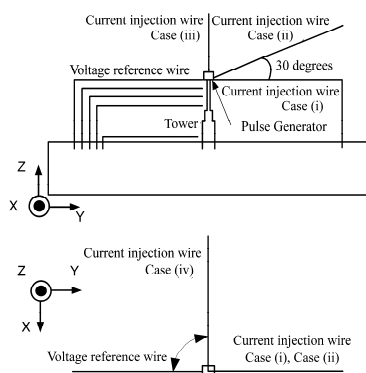 Current injection wire
Case (iii)
Current injection wire
Case (ii)
30 degrees
Voltage reference wire
Current injection wire
Case (i)
Tower
Pulse Generator
Z
X
Y
Current injection wire
Case (iv)
Z
Y
X
Voltage reference wire
Current injection wire
Case (i), Case (ii)